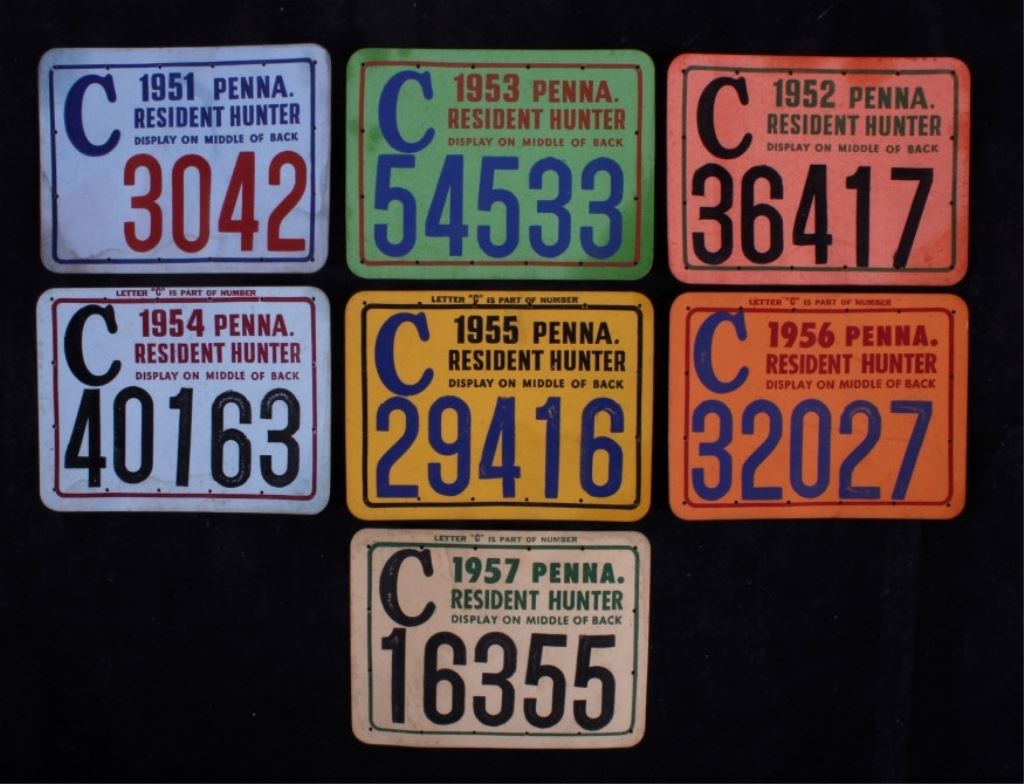 C 1951 PENNA.
RESIDENT HUNTER
DISPLAY ON MIDDLE OF BACK
3042
C 1953 PENNA.
RESIDENT HUNTER
DISPLAY ON MIDDLE OF BACK
54533
C 1952 PENNA.
RESIDENT HUNTER
DISPLAY ON MIDDLE OF BACK
36417
LETTER "C" IS PART OF NUMBER
C 1954 PENNA.
RESIDENT HUNTER
DISPLAY ON MIDDLE OF BACK
40163
LETTER "C" IS PART OF NUMBER
C 1955 PENNA.
RESIDENT HUNTER
DISPLAY ON MIDDLE OF BACK
29416
LETTER "C" IS PART OF NUMBER
C 1956 PENNA.
RESIDENT HUNTER
DISPLAY ON MIDDLE OF BACK
32027
LETTER "C" IS PART OF NUMBER
C 1957 PENNA.
RESIDENT HUNTER
DISPLAY ON MIDDLE OF BACK
16355